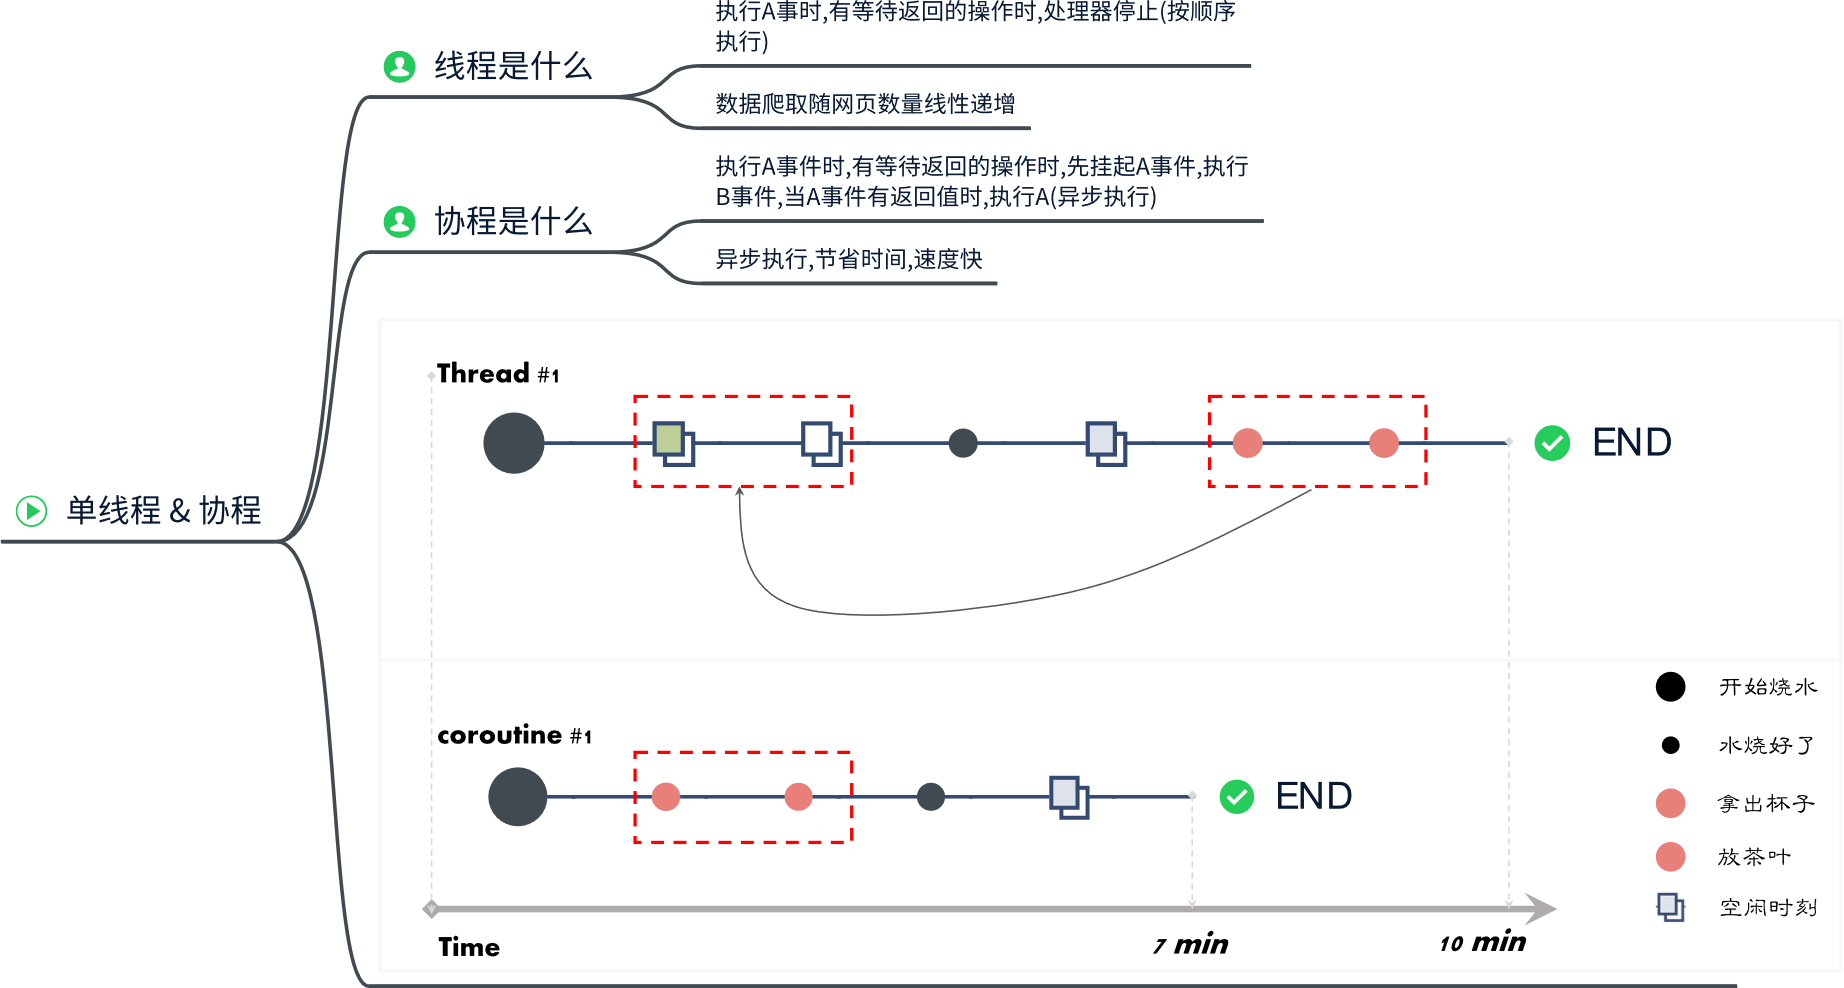 执行A事时,有等待返回的操作时,处理器停止(按顺序
执行)
线程是什么
数据爬取随网页数量线性递增
执行A事件时,有等待返回的操作时,先挂起A事件,执行
B事件,当A事件有返回值时,执行A(异步执行)
协程是什么
异步执行,节省时间,速度快
Thread #1
END
单线程 & 协程
开始烧水
coroutine #1
水烧好了
END
拿出杯子
放茶叶
空闲时刻
Time
7 min
10 min